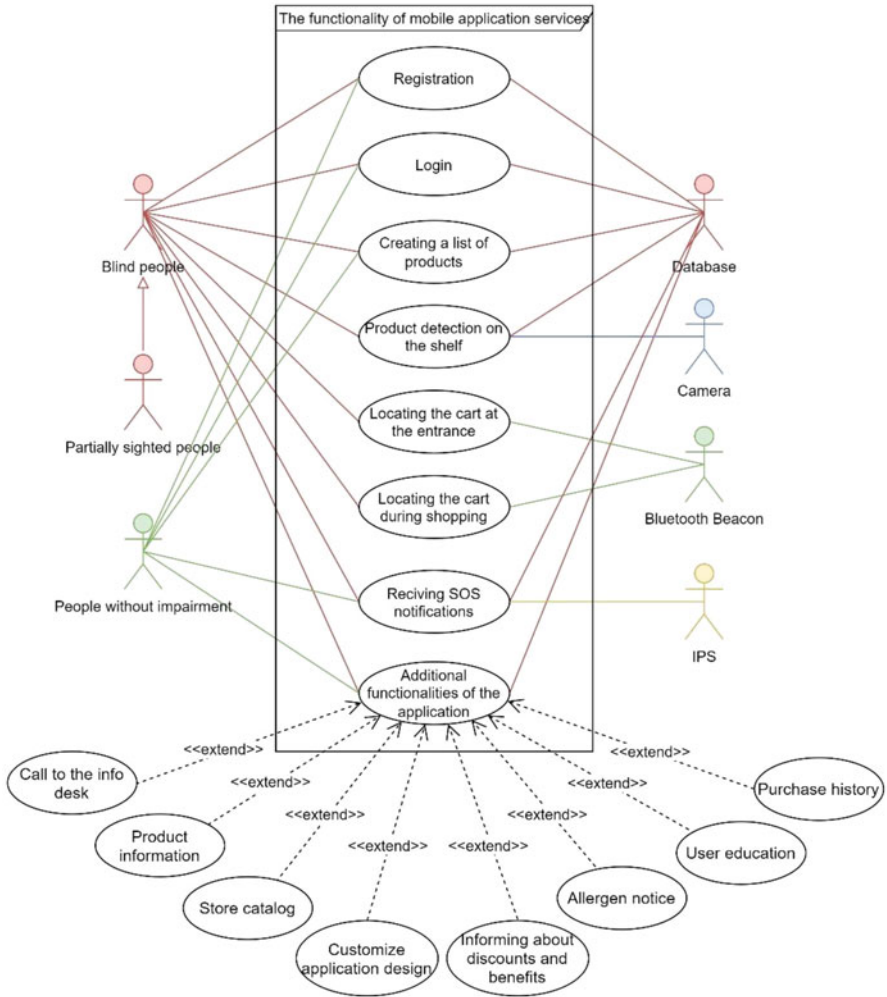 The functionality of mobile application services
Registration
Login
Blind people
Creating a list of
products
Database
Product detection on
the shelf
Camera
Partially sighted people
Locating the cart at
the entrance
Locating the cart
during shopping
Bluetooth Beacon
People without impairment
Reciving SOS
notifications
IPS
Additional
functionalities of the
application
<<extend>>
<<extend>>
<<extend>>
<<extend>>
<<extend>>
<<extend>>
<<extend>>
<<extend>>
Call to the info
desk
Product
information
Store catalog
Customize
application design
Informing about
discounts and
benefits
Allergen notice
User education
Purchase history